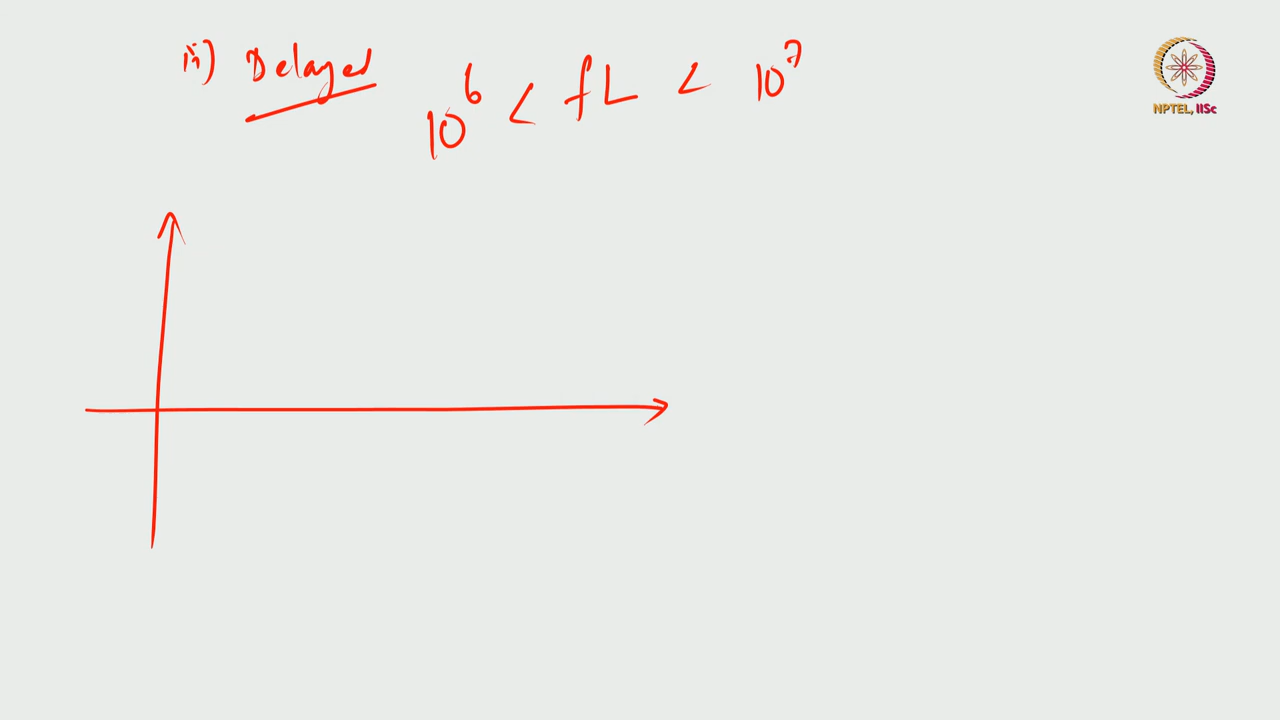 ii) Delayed 10^6 < fL < 10^7
NPTEL, IISc